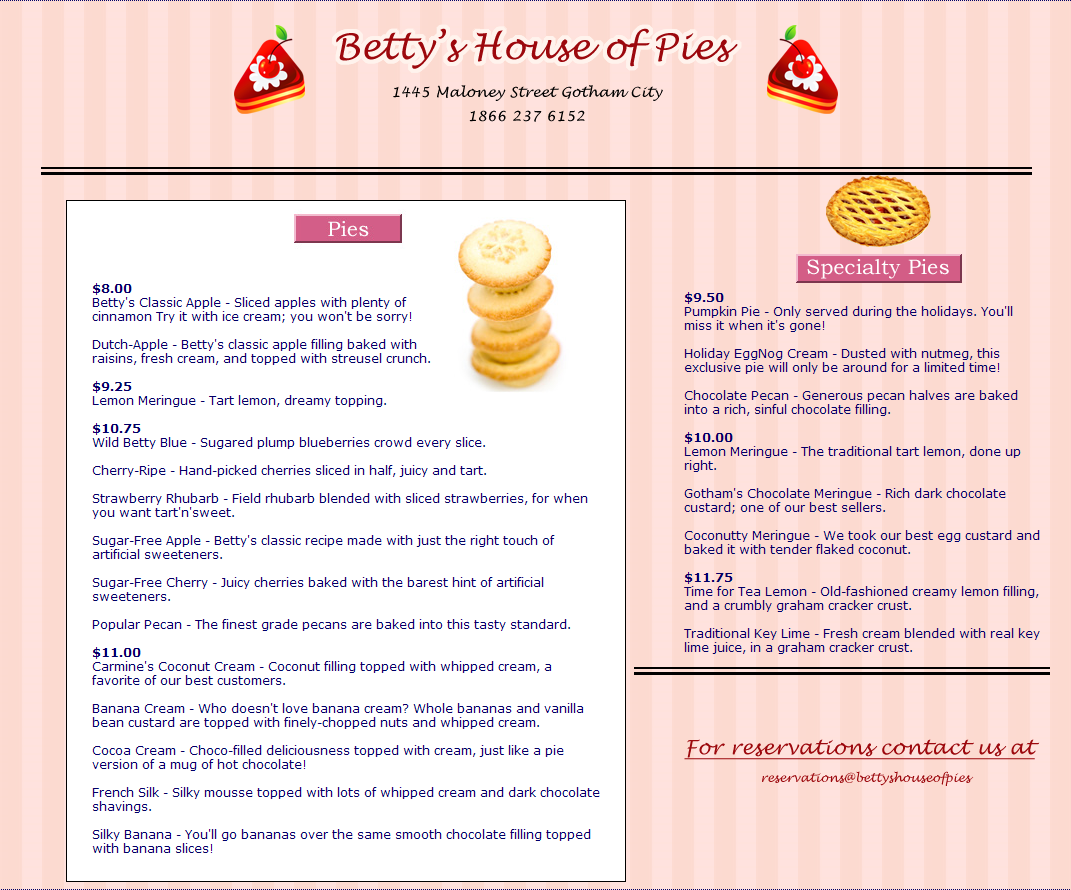 Betty's House of Pies
1445 Maloney Street Gotham City
1866 237 6152
Pies
$8.00
Betty's Classic Apple - Sliced apples with plenty of
cinnamon Try it with ice cream; you won't be sorry!
Dutch-Apple - Betty's classic apple filling baked with
raisins, fresh cream, and topped with streusel crunch.
$9.25
Lemon Meringue - Tart lemon, dreamy topping.
$10.75
Wild Betty Blue - Sugared plump blueberries crowd every slice.
Cherry-Ripe - Hand-picked cherries sliced in half, juicy and tart.
Strawberry Rhubarb - Field rhubarb blended with sliced strawberries, for when
you want tart'n'sweet.
Sugar-Free Apple - Betty's classic recipe made with just the right touch of
artificial sweeteners.
Sugar-Free Cherry - Juicy cherries baked with the barest hint of artificial
sweeteners.
Popular Pecan - The finest grade pecans are baked into this tasty standard.
$11.00
Carmine's Coconut Cream - Coconut filling topped with whipped cream, a
favorite of our best customers.
Banana Cream - Who doesn't love banana cream? Whole bananas and vanilla
bean custard are topped with finely-chopped nuts and whipped cream.
Cocoa Cream - Choco-filled deliciousness topped with cream, just like a pie
version of a mug of hot chocolate!
French Silk - Silky mousse topped with lots of whipped cream and dark chocolate
shavings.
Silky Banana - You'll go bananas over the same smooth chocolate filling topped
with banana slices!
Specialty Pies
$9.50
Pumpkin Pie - Only served during the holidays. You'll
miss it when it's gone!
Holiday EggNog Cream - Dusted with nutmeg, this
exclusive pie will only be around for a limited time!
Chocolate Pecan - Generous pecan halves are baked
into a rich, sinful chocolate filling.
$10.00
Lemon Meringue - The traditional tart lemon, done up
right.
Gotham's Chocolate Meringue - Rich dark chocolate
custard; one of our best sellers.
Coconutty Meringue - We took our best egg custard and
baked it with tender flaked coconut.
$11.75
Time for Tea Lemon - Old-fashioned creamy lemon filling,
and a crumbly graham cracker crust.
Traditional Key Lime - Fresh cream blended with real key
lime juice, in a graham cracker crust.
For reservations contact us at
reservations@bettyshouseofpies